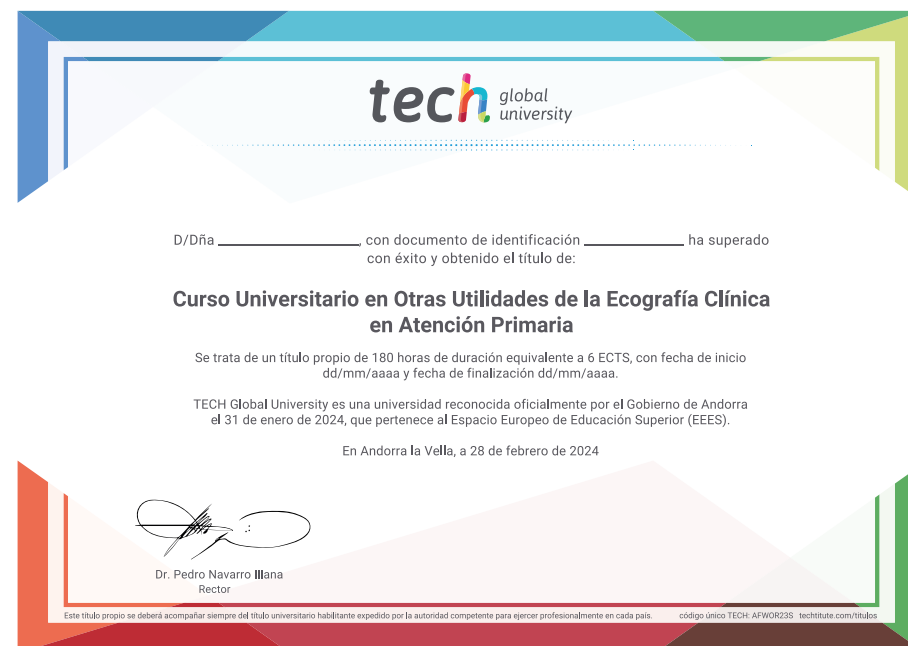 tech global university
D/Dña ____________________, con documento de identificación ______________ ha superado
con éxito y obtenido el título de:
Curso Universitario en Otras Utilidades de la Ecografía Clínica
en Atención Primaria
Se trata de un título propio de 180 horas de duración equivalente a 6 ECTS, con fecha de inicio
dd/mm/aaaa y fecha de finalización dd/mm/aaaa.
TECH Global University es una universidad reconocida oficialmente por el Gobierno de Andorra
el 31 de enero de 2024, que pertenece al Espacio Europeo de Educación Superior (EEES).
En Andorra la Vella, a 28 de febrero de 2024
Dr. Pedro Navarro Illana
Rector
Este título propio se deberá acompañar siempre del título universitario habilitante expedido por la autoridad competente para ejercer profesionalmente en cada país. código único TECH: AFWOR23S techtitute.com/titulos